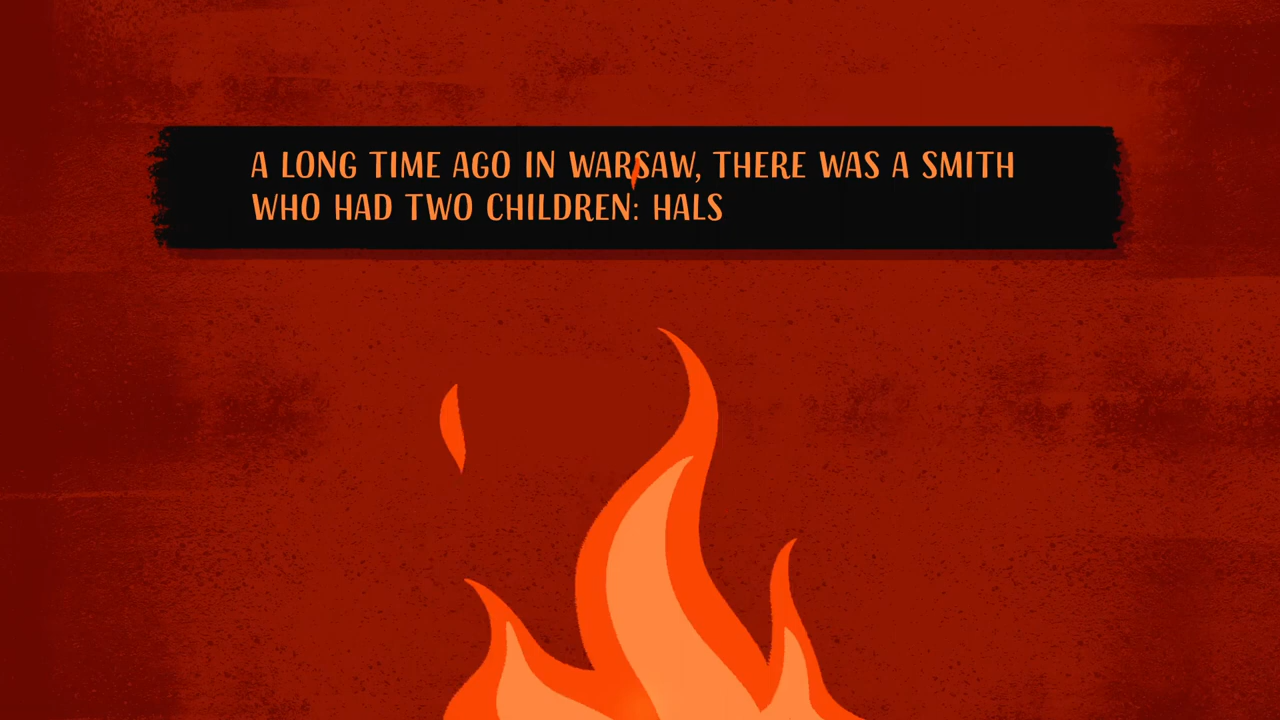 A LONG TIME AGO IN WARSAW, THERE WAS A SMITH
WHO HAD TWO CHILDREN: HALS